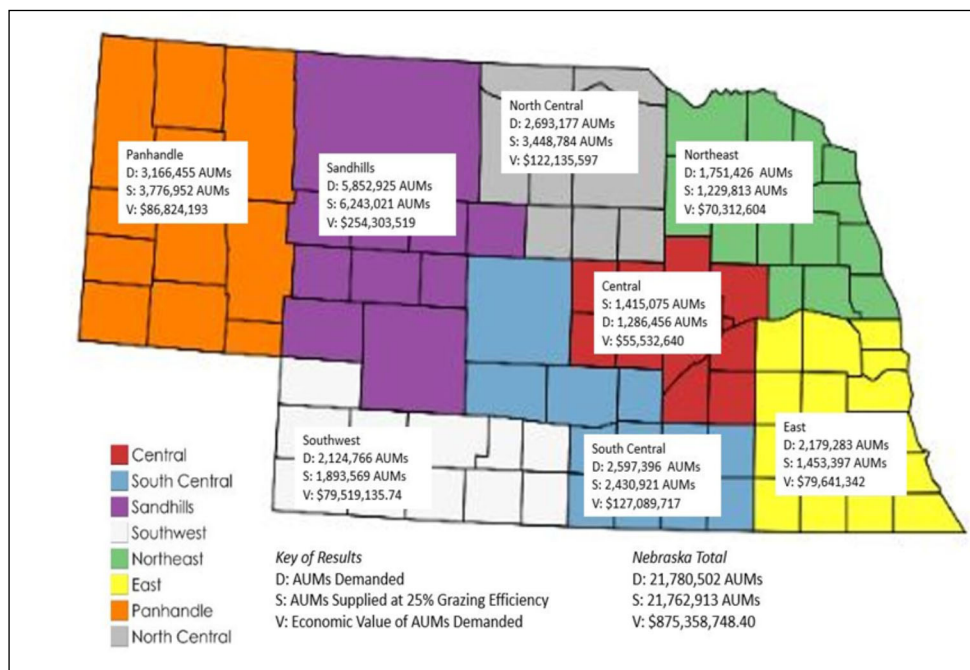 North Central
D: 2,693,177 AUMs
S: 3,448,784 AUMs
V: $122,135,597
Panhandle
D: 3,166,455 AUMs
S: 3,776,952 AUMs
V: $86,824,193
Sandhills
D: 5,852,925 AUMs
S: 6,243,021 AUMs
V: $254,303,519
Northeast
D: 1,751,426 AUMs
S: 1,229,813 AUMs
V: $70,312,604
Central
S: 1,415,075 AUMs
D: 1,286,456 AUMs
V: $55,532,640
Southwest
D: 2,124,766 AUMs
S: 1,893,569 AUMs
V: $79,519,135.74
South Central
D: 2,597,396 AUMs
S: 2,430,921 AUMs
V: $127,089,717
East
D: 2,179,283 AUMs
S: 1,453,397 AUMs
V: $79,641,342
Central
South Central
Sandhills
Southwest
Northeast
East
Panhandle
North Central
Key of Results
D: AUMs Demanded
S: AUMs Supplied at 25% Grazing Efficiency
V: Economic Value of AUMs Demanded
Nebraska Total
D: 21,780,502 AUMs
S: 21,762,913 AUMs
V: $875,358,748.40